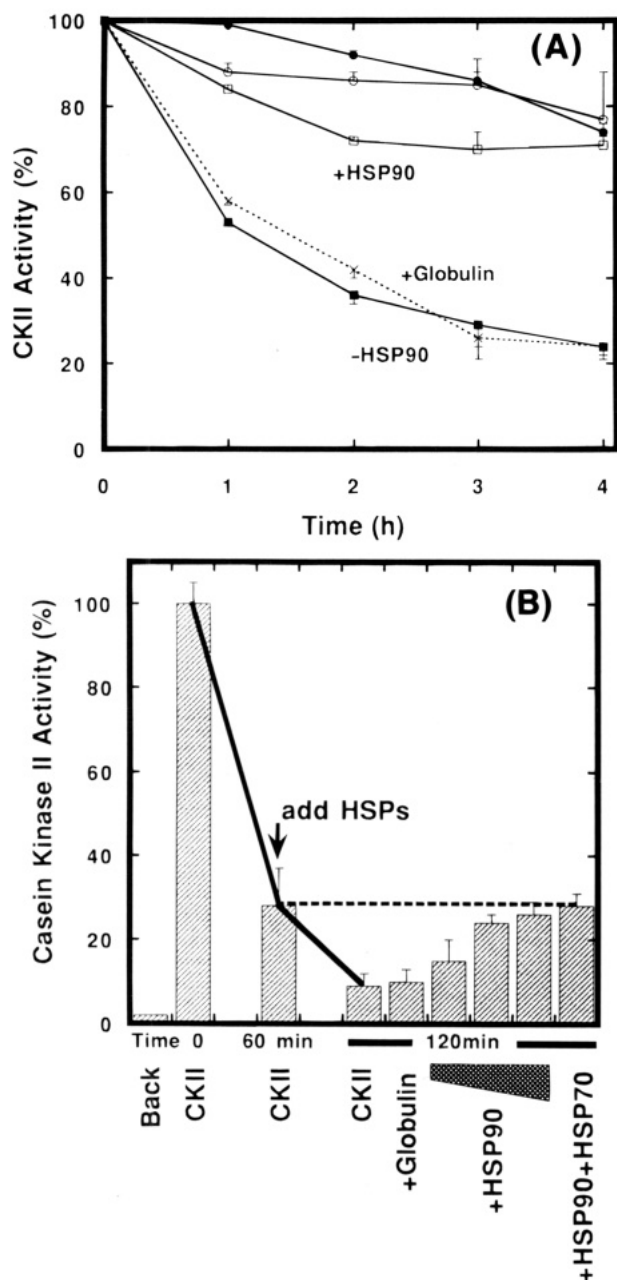 (A)
100
80
60
40
20
0
CKII Activity (%)
+HSP90
+Globulin
–HSP90
0 1 2 3 4
Time (h)
(B)
100
80
60
40
20
0
Casein Kinase II Activity (%)
add HSPs
Time 0 60 min 120min
Back
CKII
CKII
CKII
+Globulin
+HSP90
+HSP90+HSP70